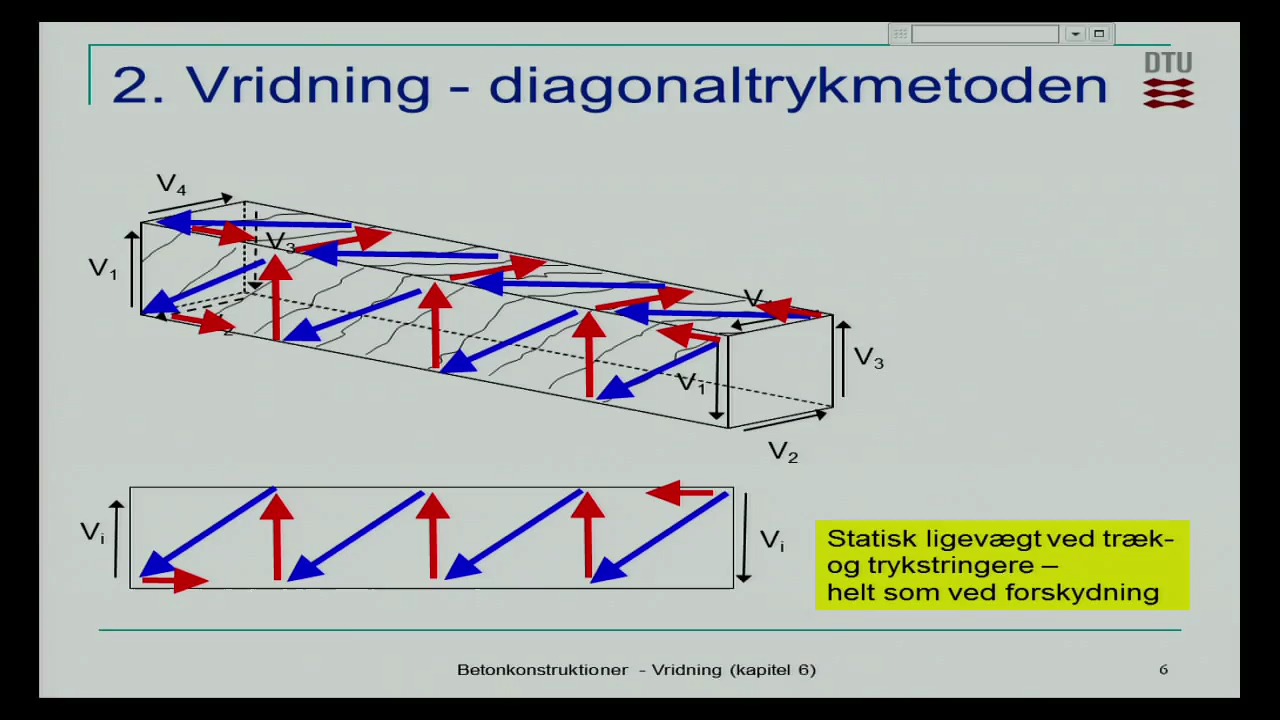 2. Vridning - diagonaltrykmetoden
DTU
V4
V3
V1
V3
V1
V2
Vi
Vi
Statisk ligevægt ved træk-
og trykstringere –
helt som ved forskydning
Betonkonstruktioner - Vridning (kapitel 6)
6